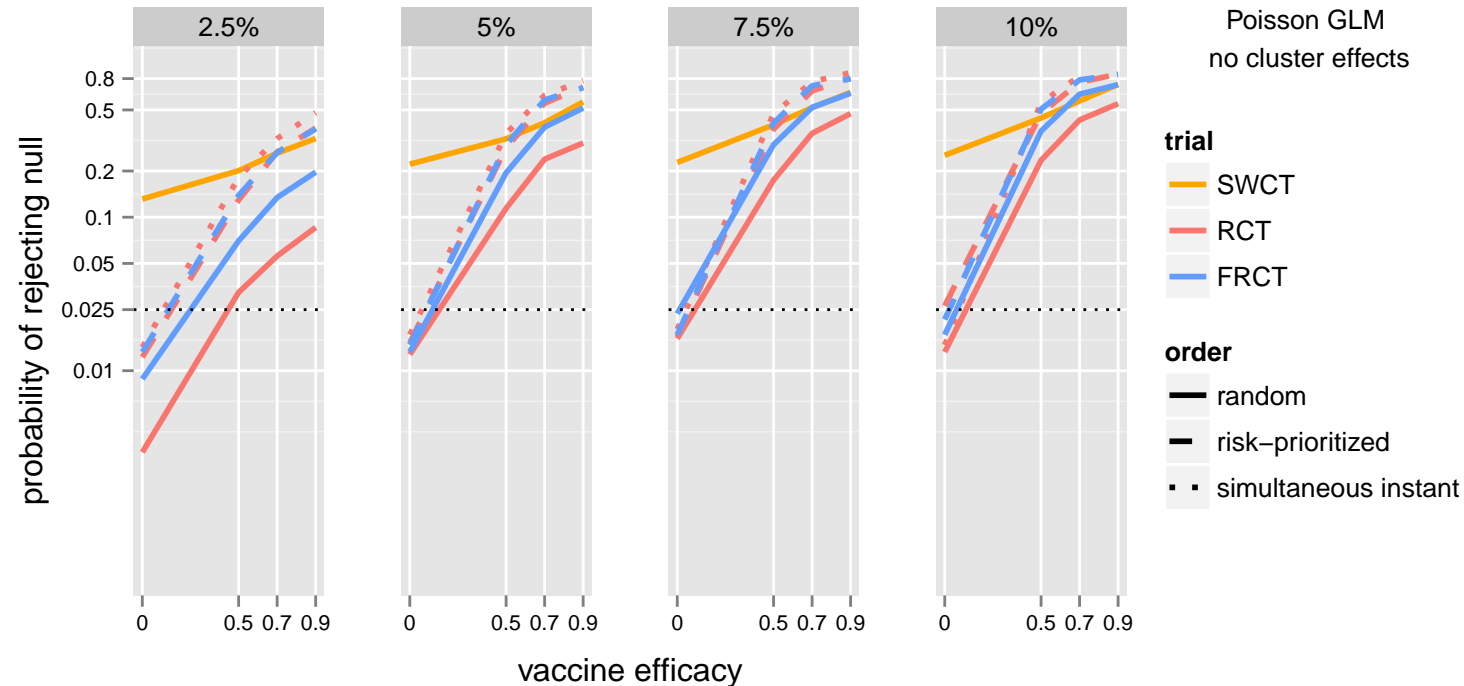 2.5%
5%
7.5%
10%
Poisson GLM
no cluster effects
probability of rejecting null
0.8
0.5
0.2
0.1
0.05
0.025
0.01
0 0.5 0.7 0.9
0 0.5 0.7 0.9
0 0.5 0.7 0.9
0 0.5 0.7 0.9
vaccine efficacy
trial
SWCT
RCT
FRCT
order
random
risk−prioritized
simultaneous instant